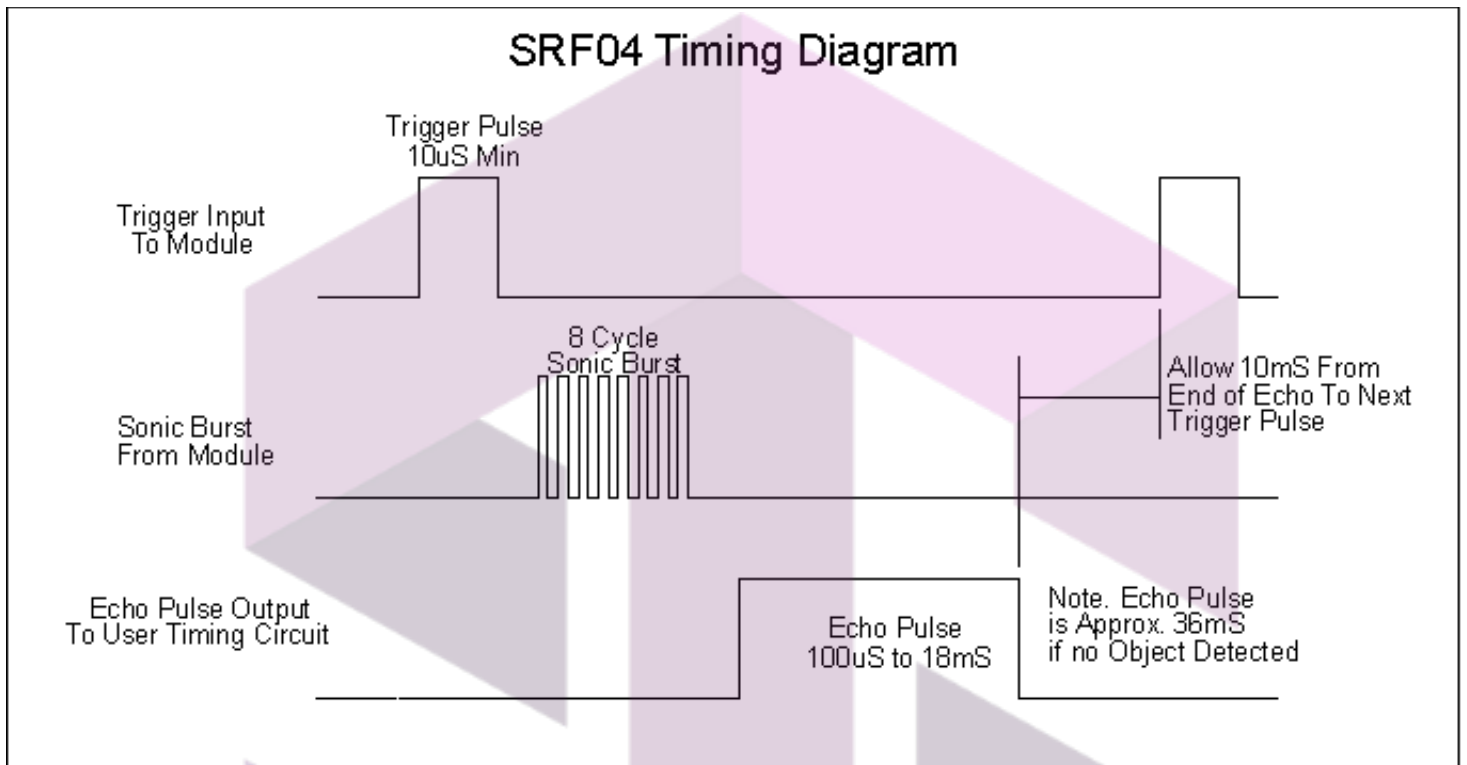 SRF04 Timing Diagram
Trigger Pulse
10uS Min
Trigger Input
To Module
8 Cycle
Sonic Burst
Allow 10mS From
End of Echo To Next
Trigger Pulse
Sonic Burst
From Module
Echo Pulse Output
To User Timing Circuit
Echo Pulse
100uS to 18mS
Note. Echo Pulse
is Approx. 36mS
if no Object Detected